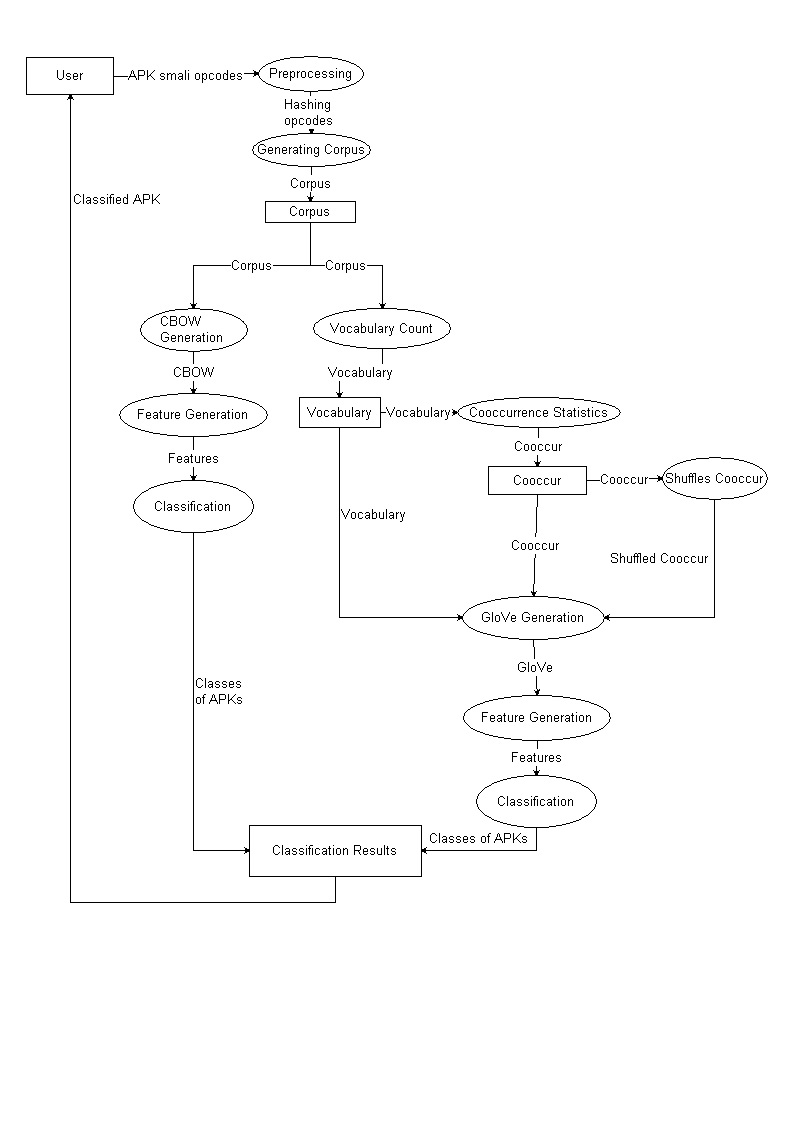 User
APK smali opcodes
Preprocessing
Hashing
opcodes
Generating Corpus
Corpus
Classified APK
Corpus
Corpus
Corpus
CBOW
Generation
Vocabulary Count
CBOW
Vocabulary
Feature Generation
Vocabulary
Vocabulary
Cooccurrence Statistics
Features
Cooccur
Cooccur
Cooccur
Shuffles Cooccur
Classification
Vocabulary
Cooccur
Shuffled Cooccur
GloVe Generation
GloVe
Classes
of APKs
Feature Generation
Features
Classification
Classes of APKs
Classification Results